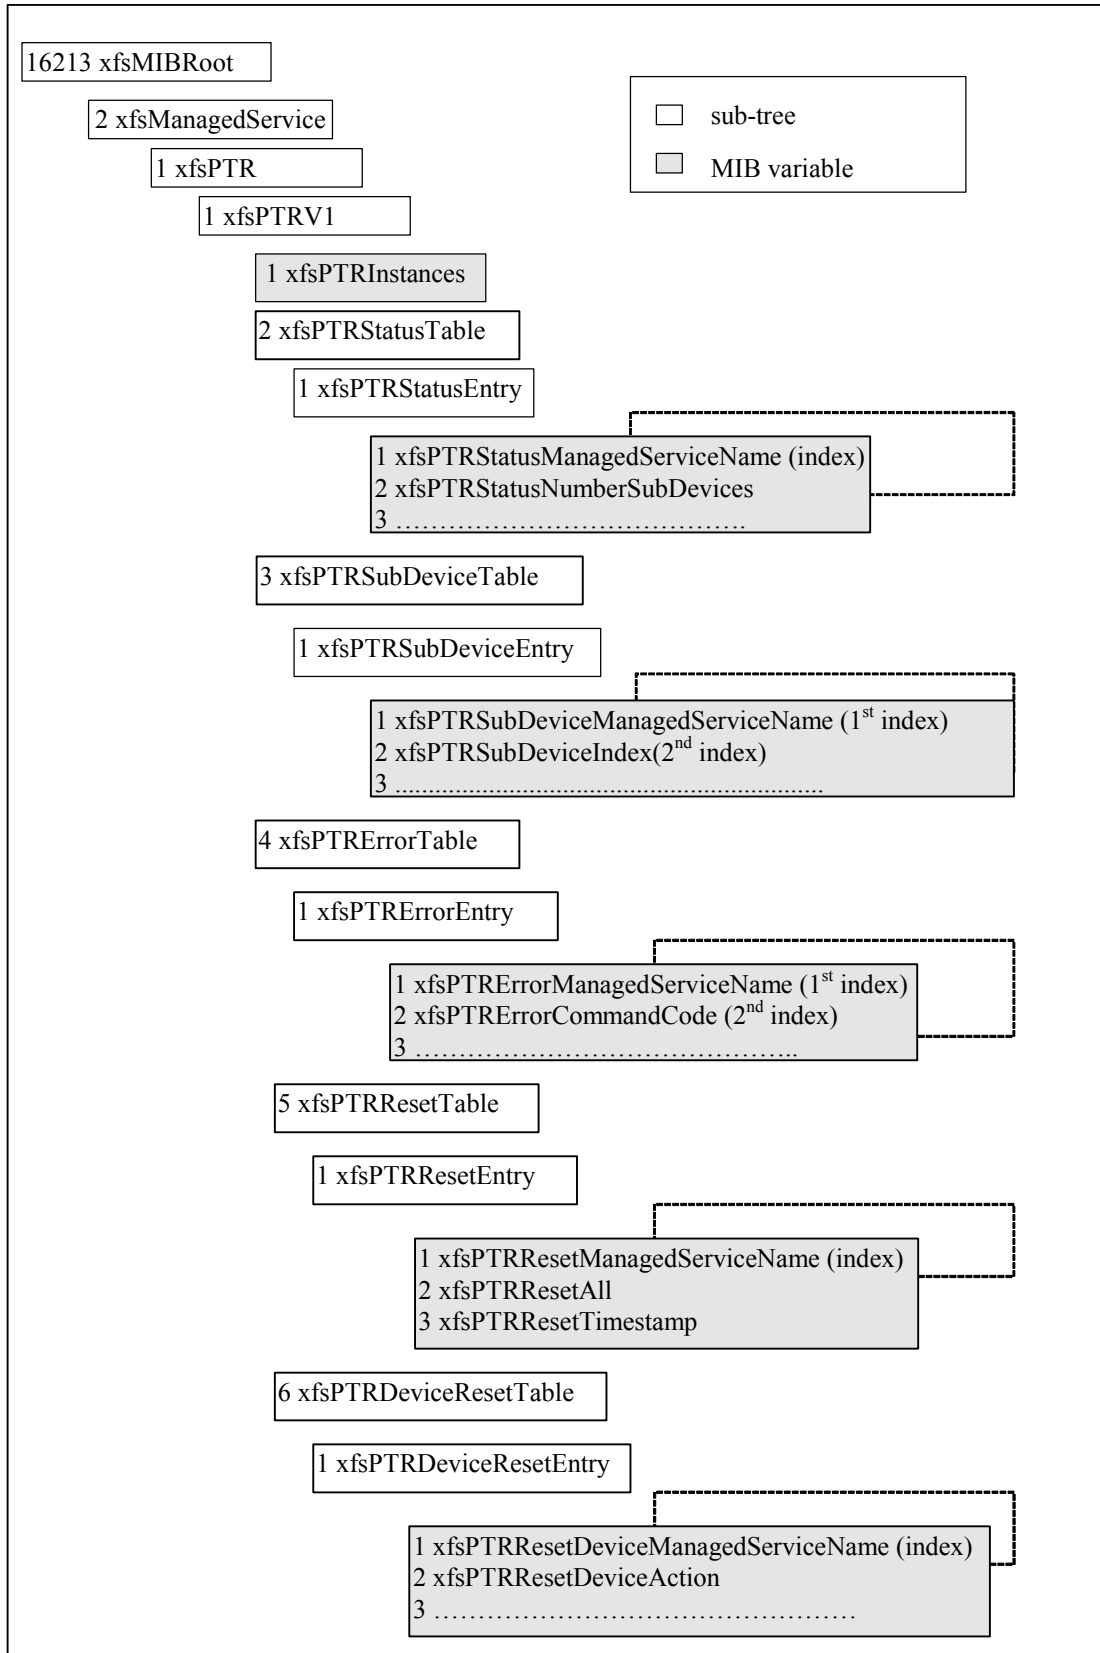 16213 xfsMIBRoot
2 xfsManagedService
sub-tree
1 xfsPTR
MIB variable
1 xfsPTRV1
1 xfsPTRInstances
2 xfsPTRStatusTable
1 xfsPTRStatusEntry
1 xfsPTRStatusManagedServiceName (index)
2 xfsPTRStatusNumberSubDevices
3 …………………………………….
3 xfsPTRSubDeviceTable
1 xfsPTRSubDeviceEntry
1 xfsPTRSubDeviceManagedServiceName (1st index)
2 xfsPTRSubDeviceIndex(2nd index)
3 ................................................................
4 xfsPTRErrorTable
1 xfsPTRErrorEntry
1 xfsPTRErrorManagedServiceName (1st index)
2 xfsPTRErrorCommandCode (2nd index)
3 ……………………………………..
5 xfsPTRResetTable
1 xfsPTRResetEntry
1 xfsPTRResetManagedServiceName (index)
2 xfsPTRResetAll
3 xfsPTRResetTimestamp
6 xfsPTRDeviceResetTable
1 xfsPTRDeviceResetEntry
1 xfsPTRResetDeviceManagedServiceName (index)
2 xfsPTRResetDeviceAction
3 …………………………………………